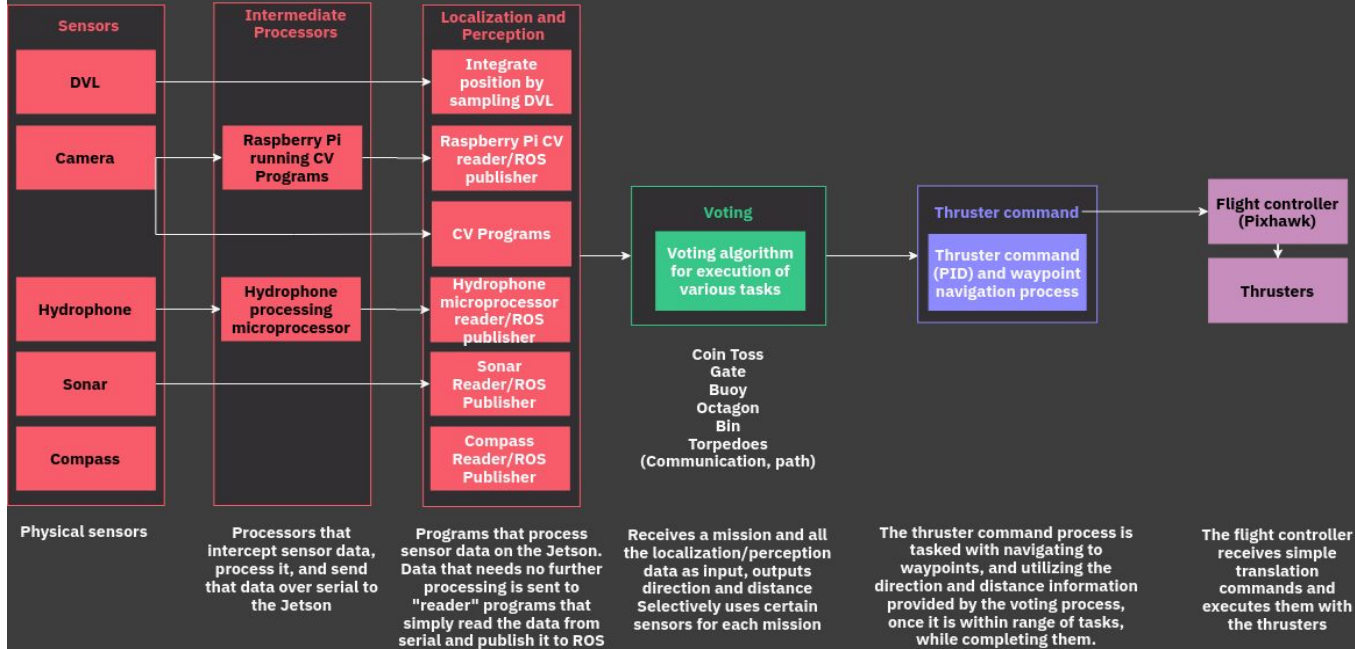 Sensors
DVL
Camera
Hydrophone
Sonar
Compass
Physical sensors
Intermediate
Processors
Raspberry Pi
running CV
Programs
Hydrophone
processing
microprocessor
Processors that
intercept sensor data,
process it, and send
that data over serial to
the Jetson
Localization and
Perception
Integrate
position by
sampling DVL
Raspberry Pi CV
reader/ROS
publisher
CV Programs
Hydrophone
microprocessor
reader/ROS
publisher
Sonar
Reader/ROS
Publisher
Compass
Reader/ROS
Publisher
Programs that process
sensor data on the Jetson.
Data that needs no further
processing is sent to
"reader" programs that
simply read the data from
serial and publish it to ROS
Voting
Voting algorithm
for execution of
various tasks
Coin Toss
Gate
Buoy
Octagon
Bin
Torpedoes
(Communication, path)
Receives a mission and all
the localization/perception
data as input, outputs
direction and distance
Selectively uses certain
sensors for each mission
Thruster command
Thruster command
(PID) and waypoint
navigation process
The thruster command process is
tasked with navigating to
waypoints, and utilizing the
direction and distance information
provided by the voting process,
once it is within range of tasks,
while completing them.
Flight controller
(Pixhawk)
Thrusters
The flight controller
receives simple
translation
commands and
executes them with
the thrusters